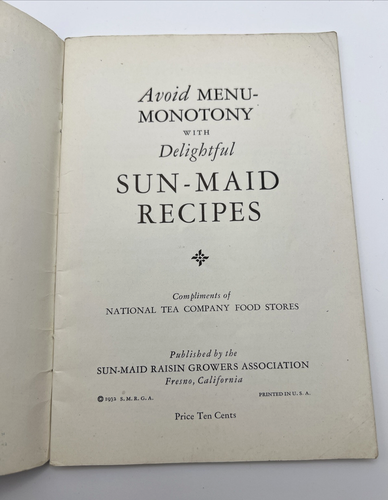 Avoid MENU-
MONOTONY
WITH
Delightful
SUN-MAID
RECIPES
Compliments of
NATIONAL TEA COMPANY FOOD STORES
Published by the
SUN-MAID RAISIN GROWERS ASSOCIATION
Fresno, California
© 1932 S. M. R. G. A. PRINTED IN U. S. A.
Price Ten Cents